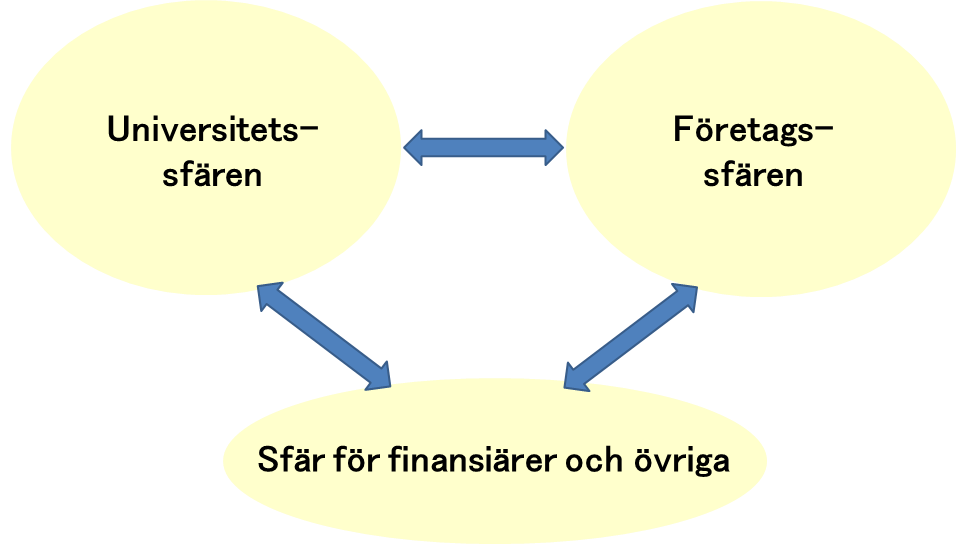 Universitets-
sfären
Företags-
sfären
Sfär för finansiärer och övriga